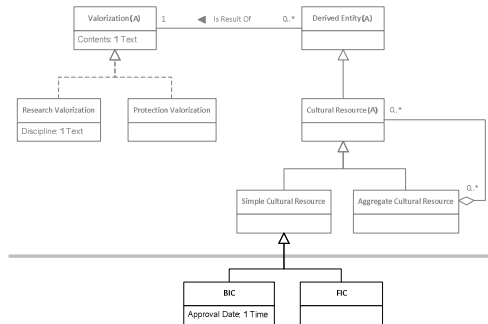 Valorization(A) 1 ◀ Is Result Of 0..* Derived Entity(A)
Contents: 1 Text
Research Valorization Protection Valorization Cultural Resource(A) 0..*
Discipline: 1 Text
0..*
Simple Cultural Resource Aggregate Cultural Resource
BIC FIC
Approval Date: 1 Time